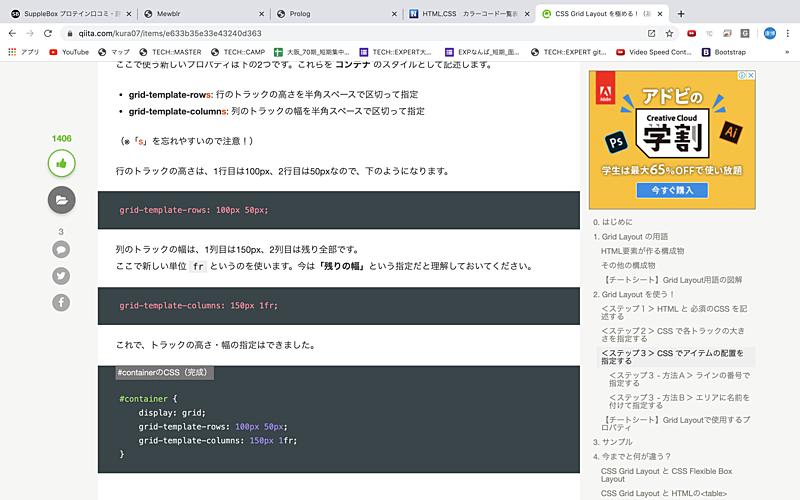 SuppleBox プロテイン口コミ・評
Mewblr
Prolog
HTML,CSS カラーコード一覧表
CSS Grid Layout を極める！（基
qiita.com/kura07/items/e633b35e33e43240d363
アプリ
YouTube
Mypage
TECH::MASTER
TECH::CAMP
大阪_70期_短期集中...
TECH::EXPERT大...
EXPなんば_短期_面...
TECH::EXPERT git...
Video Speed Cont...
Bootstrap
ここで使う新しいプロパティは下の2つです。これらを コンテナ のスタイルとして記述します。
grid-template-rows: 行のトラックの高さを半角スペースで区切って指定
grid-template-columns: 列のトラックの幅を半角スペースで区切って指定
（※「s」を忘れやすいので注意！）
行のトラックの高さは、1行目は100px、2行目は50pxなので、下のようになります。
grid-template-rows: 100px 50px;
列のトラックの幅は、1列目は150px、2列目は残り全部です。
ここで新しい単位 fr というのを使います。今は「残りの幅」という指定だと理解しておいてください。
grid-template-columns: 150px 1fr;
これで、トラックの高さ・幅の指定はできました。
#containerのCSS（完成）
#container {
display: grid;
grid-template-rows: 100px 50px;
grid-template-columns: 150px 1fr;
}
1406
3
Adobe
アドビの
Creative Cloud
学割
Ps
Ai
学生は最大65%OFFで使い放題
今すぐ購入
0. はじめに
1. Grid Layout の用語
HTML要素が作る構成物
その他の構成物
【チートシート】Grid Layout用語の図解
2. Grid Layout を使う！
＜ステップ１＞ HTML と 必須のCSS を記
述する
＜ステップ２＞ CSS で各トラックの大き
さを指定する
＜ステップ３＞ CSS でアイテムの配置を
指定する
＜ステップ３ - 方法Ａ＞ ラインの番号で
指定する
＜ステップ３ - 方法Ｂ＞ エリアに名前を
付けて指定する
【チートシート】Grid Layoutで使用するプ
ロパティ
3. サンプル
4. 今までと何が違う？
CSS Grid Layout と CSS Flexible Box
Layout
CSS Grid Layout と HTMLの<table>